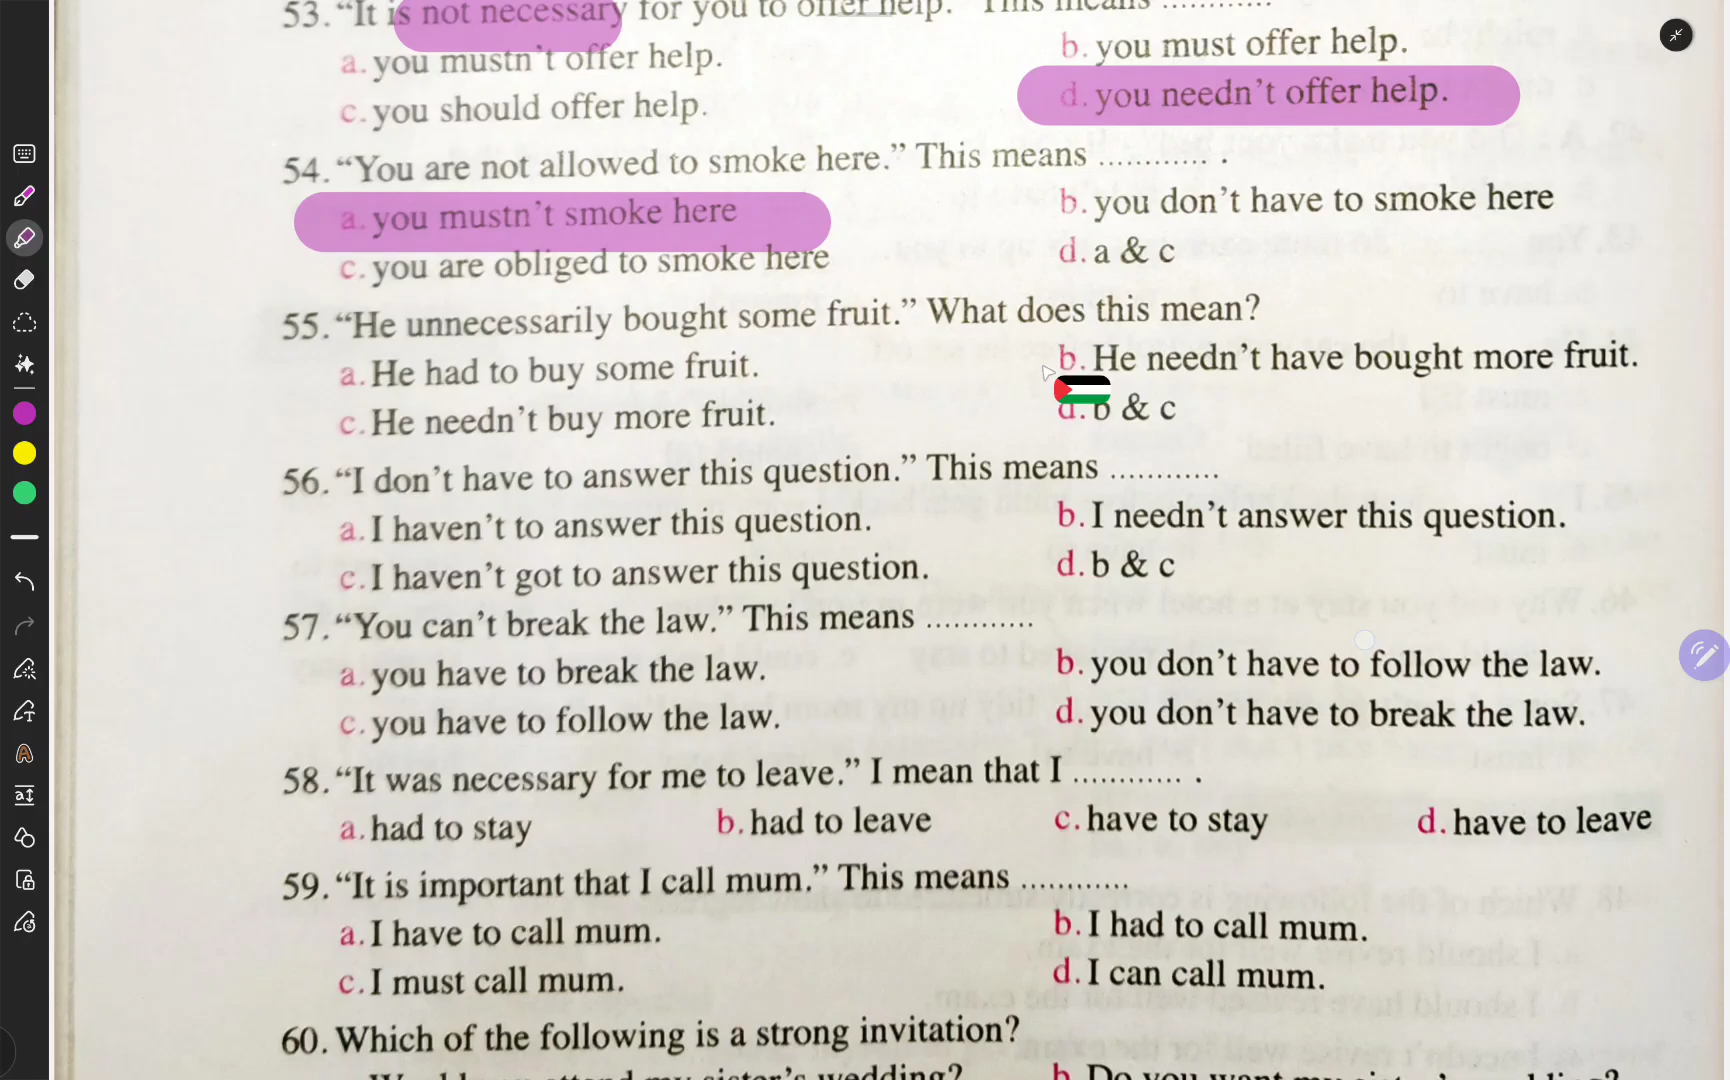 53. “It is not necessary for you to offer help.” This means ............
a. you mustn’t offer help.
b. you must offer help.
c. you should offer help.
d. you needn’t offer help.
54. “You are not allowed to smoke here.” This means ............ .
a. you mustn’t smoke here
b. you don’t have to smoke here
c. you are obliged to smoke here
d. a & c
55. “He unnecessarily bought some fruit.” What does this mean?
a. He had to buy some fruit.
b. He needn’t have bought more fruit.
c. He needn’t buy more fruit.
d. b & c
56. “I don’t have to answer this question.” This means ............
a. I haven’t to answer this question.
b. I needn’t answer this question.
c. I haven’t got to answer this question.
d. b & c
57. “You can’t break the law.” This means ............
a. you have to break the law.
b. you don’t have to follow the law.
c. you have to follow the law.
d. you don’t have to break the law.
58. “It was necessary for me to leave.” I mean that I ............ .
a. had to stay
b. had to leave
c. have to stay
d. have to leave
59. “It is important that I call mum.” This means ............
a. I have to call mum.
b. I had to call mum.
c. I must call mum.
d. I can call mum.
60. Which of the following is a strong invitation?
sister’s wedding?
b. Do you want